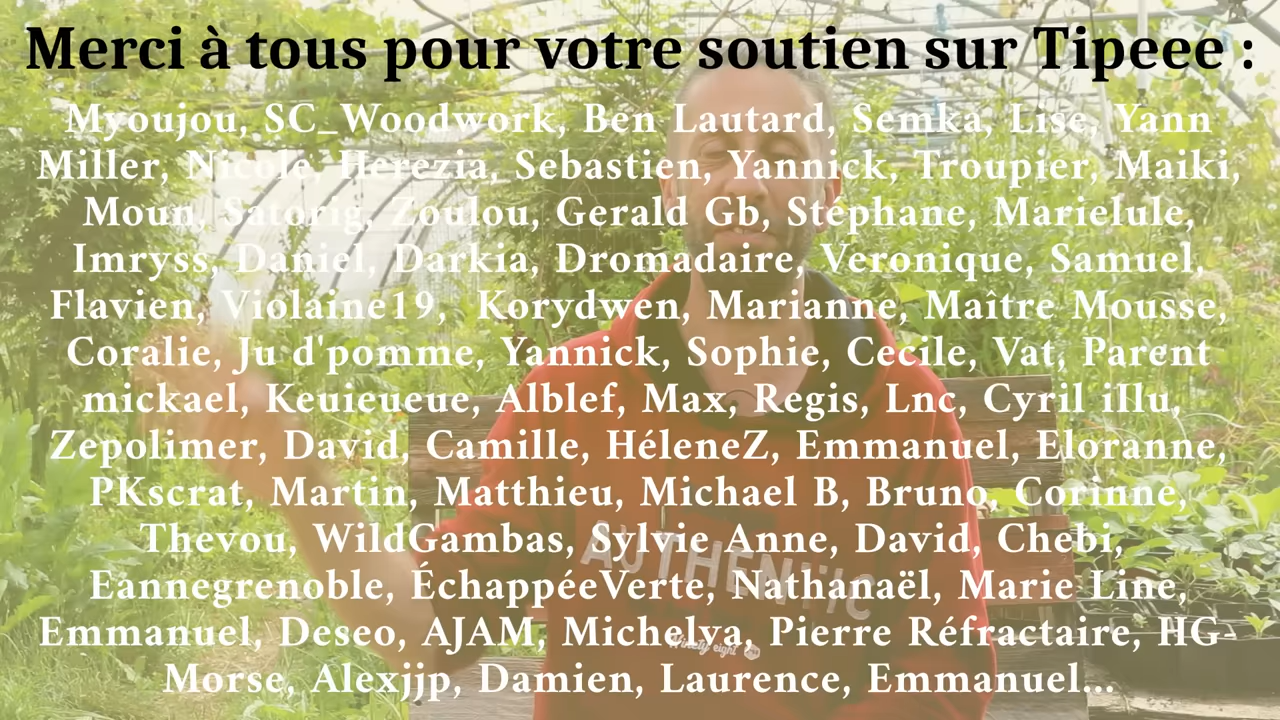 Merci à tous pour votre soutien sur Tipeee :
Myoujou, SC_Woodwork, Ben Lautard, Semka, Lise, Yann
Miller, Nicole, Herezia, Sebastien, Yannick, Troupier, Maiki,
Moun, Satorig, Zoulou, Gerald Gb, Stéphane, Marielule,
Imryss, Daniel, Darkia, Dromadaire, Veronique, Samuel,
Flavien, Violaine19, Korydwen, Marianne, Maître Mousse,
Coralie, Ju d'pomme, Yannick, Sophie, Cecile, Vat, Parent
mickael, Keuieueue, Alblef, Max, Regis, Lnc, Cyril illu,
Zepolimer, David, Camille, HéleneZ, Emmanuel, Eloranne,
PKscrat, Martin, Matthieu, Michael B, Bruno, Corinne,
Thevou, WildGambas, Sylvie Anne, David, Chebi,
Eannegrenoble, ÉchappéeVerte, Nathanaël, Marie Line,
Emmanuel, Deseo, AJAM, Michelya, Pierre Réfractaire, HG-
Morse, Alexjjp, Damien, Laurence, Emmanuel...
AUTHENTIC
Ninety eight